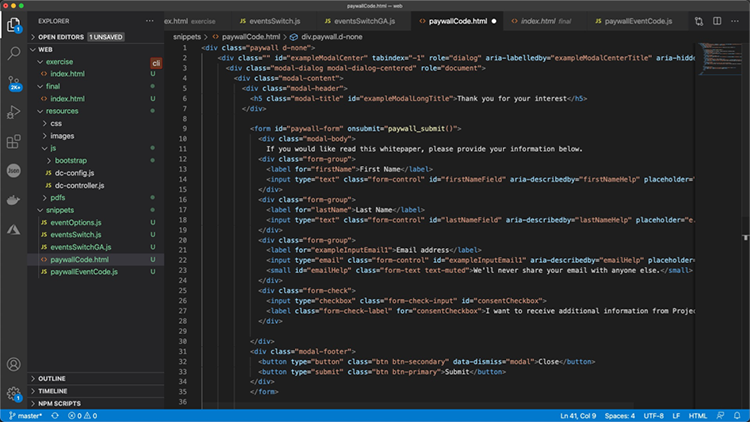 paywallCode.html — web
EXPLORER
OPEN EDITORS 1 UNSAVED
WEB
exercise
cli
index.html U
final
index.html U
resources
css
images
js
bootstrap
dc-config.js U
dc-controller.js U
pdfs
snippets
eventOptions.js U
eventsSwitch.js U
eventsSwitchGA.js U
paywallCode.html U
paywallEventCode.js U
OUTLINE
TIMELINE
NPM SCRIPTS
2K+
Json
dex.html exercise
eventsSwitch.js
eventsSwitchGA.js
paywallCode.html
index.html final
paywallEventCode.js
snippets > paywallCode.html > div.paywall.d-none
1 <div class="paywall d-none">
2 <div class="" id="exampleModalCenter" tabindex="-1" role="dialog" aria-labelledby="exampleModalCenterTitle" aria-hidd
3 <div class="modal-dialog modal-dialog-centered" role="document">
4 <div class="modal-content">
5 <div class="modal-header">
6 <h5 class="modal-title" id="exampleModalLongTitle">Thank you for your interest</h5>
7 </div>
8
9 <form id="paywall-form" onsubmit="paywall_submit()">
10 <div class="modal-body">
11 If you would like read this whitepaper, please provide your information below.
12 <div class="form-group">
13 <label for="firstName">First Name</label>
14 <input type="text" class="form-control" id="firstNameField" aria-describedby="firstNameHelp" placeholder="
15 </div>
16 <div class="form-group">
17 <label for="lastName">Last Name</label>
18 <input type="text" class="form-control" id="lastNameField" aria-describedby="lastNameHelp" placeholder="e.
19 </div>
20 <div class="form-group">
21 <label for="exampleInputEmail1">Email address</label>
22 <input type="email" class="form-control" id="exampleInputEmail1" aria-describedby="emailHelp" placeholder=
23 <small id="emailHelp" class="form-text text-muted">We'll never share your email with anyone else.</small>
24 </div>
25 <div class="form-check">
26 <input type="checkbox" class="form-check-input" id="consentCheckbox">
27 <label class="form-check-label" for="consentCheckbox">I want to receive additional information from Projec
28 </div>
29
30 </div>
31 <div class="modal-footer">
32 <button type="button" class="btn btn-secondary" data-dismiss="modal">Close</button>
33 <button type="submit" class="btn btn-primary">Submit</button>
34 </div>
35 </form>
36
master* 0 0 Ln 41, Col 9 Spaces: 4 UTF-8 LF HTML